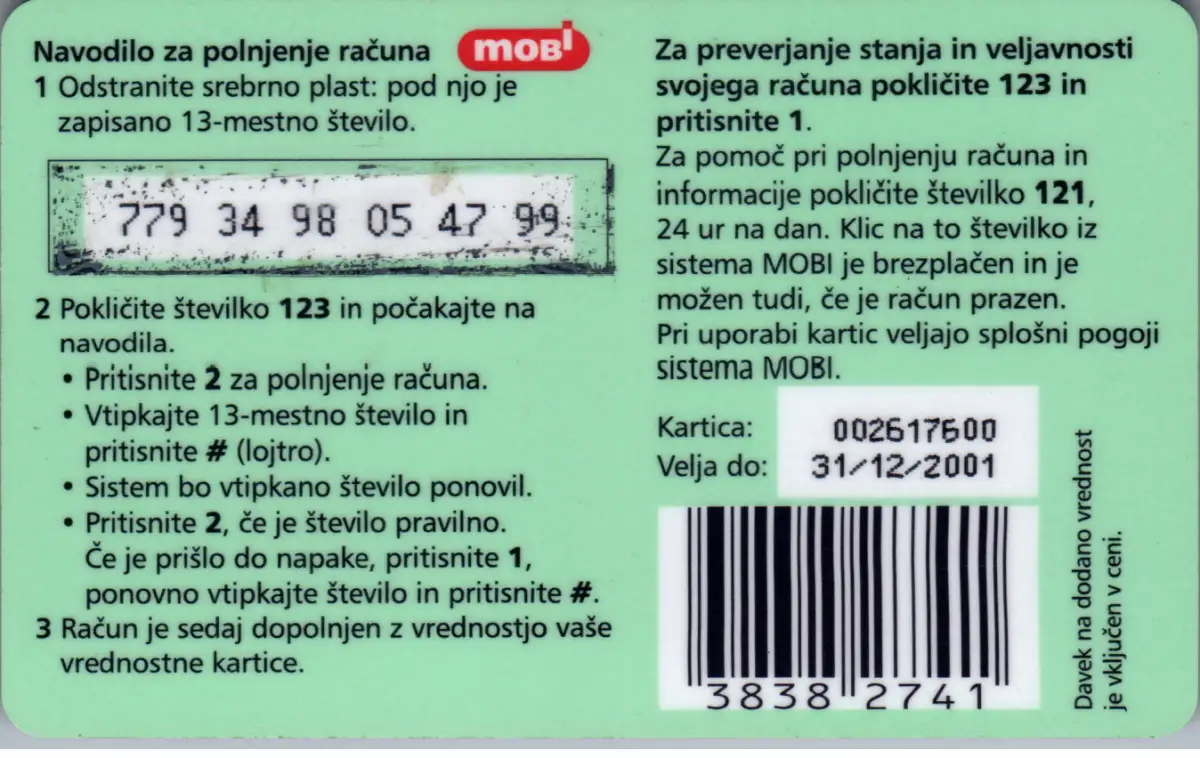 Navodilo za polnjenje računa
mobi
1 Odstranite srebrno plast: pod njo je
zapisano 13-mestno število.
779 34 98 05 47 99
2 Pokličite številko 123 in počakajte na
navodila.
• Pritisnite 2 za polnjenje računa.
• Vtipkajte 13-mestno število in
pritisnite # (lojtro).
• Sistem bo vtipkano število ponovil.
• Pritisnite 2, če je število pravilno.
Če je prišlo do napake, pritisnite 1,
ponovno vtipkajte število in pritisnite #.
3 Račun je sedaj dopolnjen z vrednostjo vaše
vrednostne kartice.
Za preverjanje stanja in veljavnosti
svojega računa pokličite 123 in
pritisnite 1.
Za pomoč pri polnjenju računa in
informacije pokličite številko 121,
24 ur na dan. Klic na to številko iz
sistema MOBI je brezplačen in je
možen tudi, če je račun prazen.
Pri uporabi kartic veljajo splošni pogoji
sistema MOBI.
Kartica: 002617600
Velja do: 31/12/2001
3838 2741
Davek na dodano vrednost
je vključen v ceni.